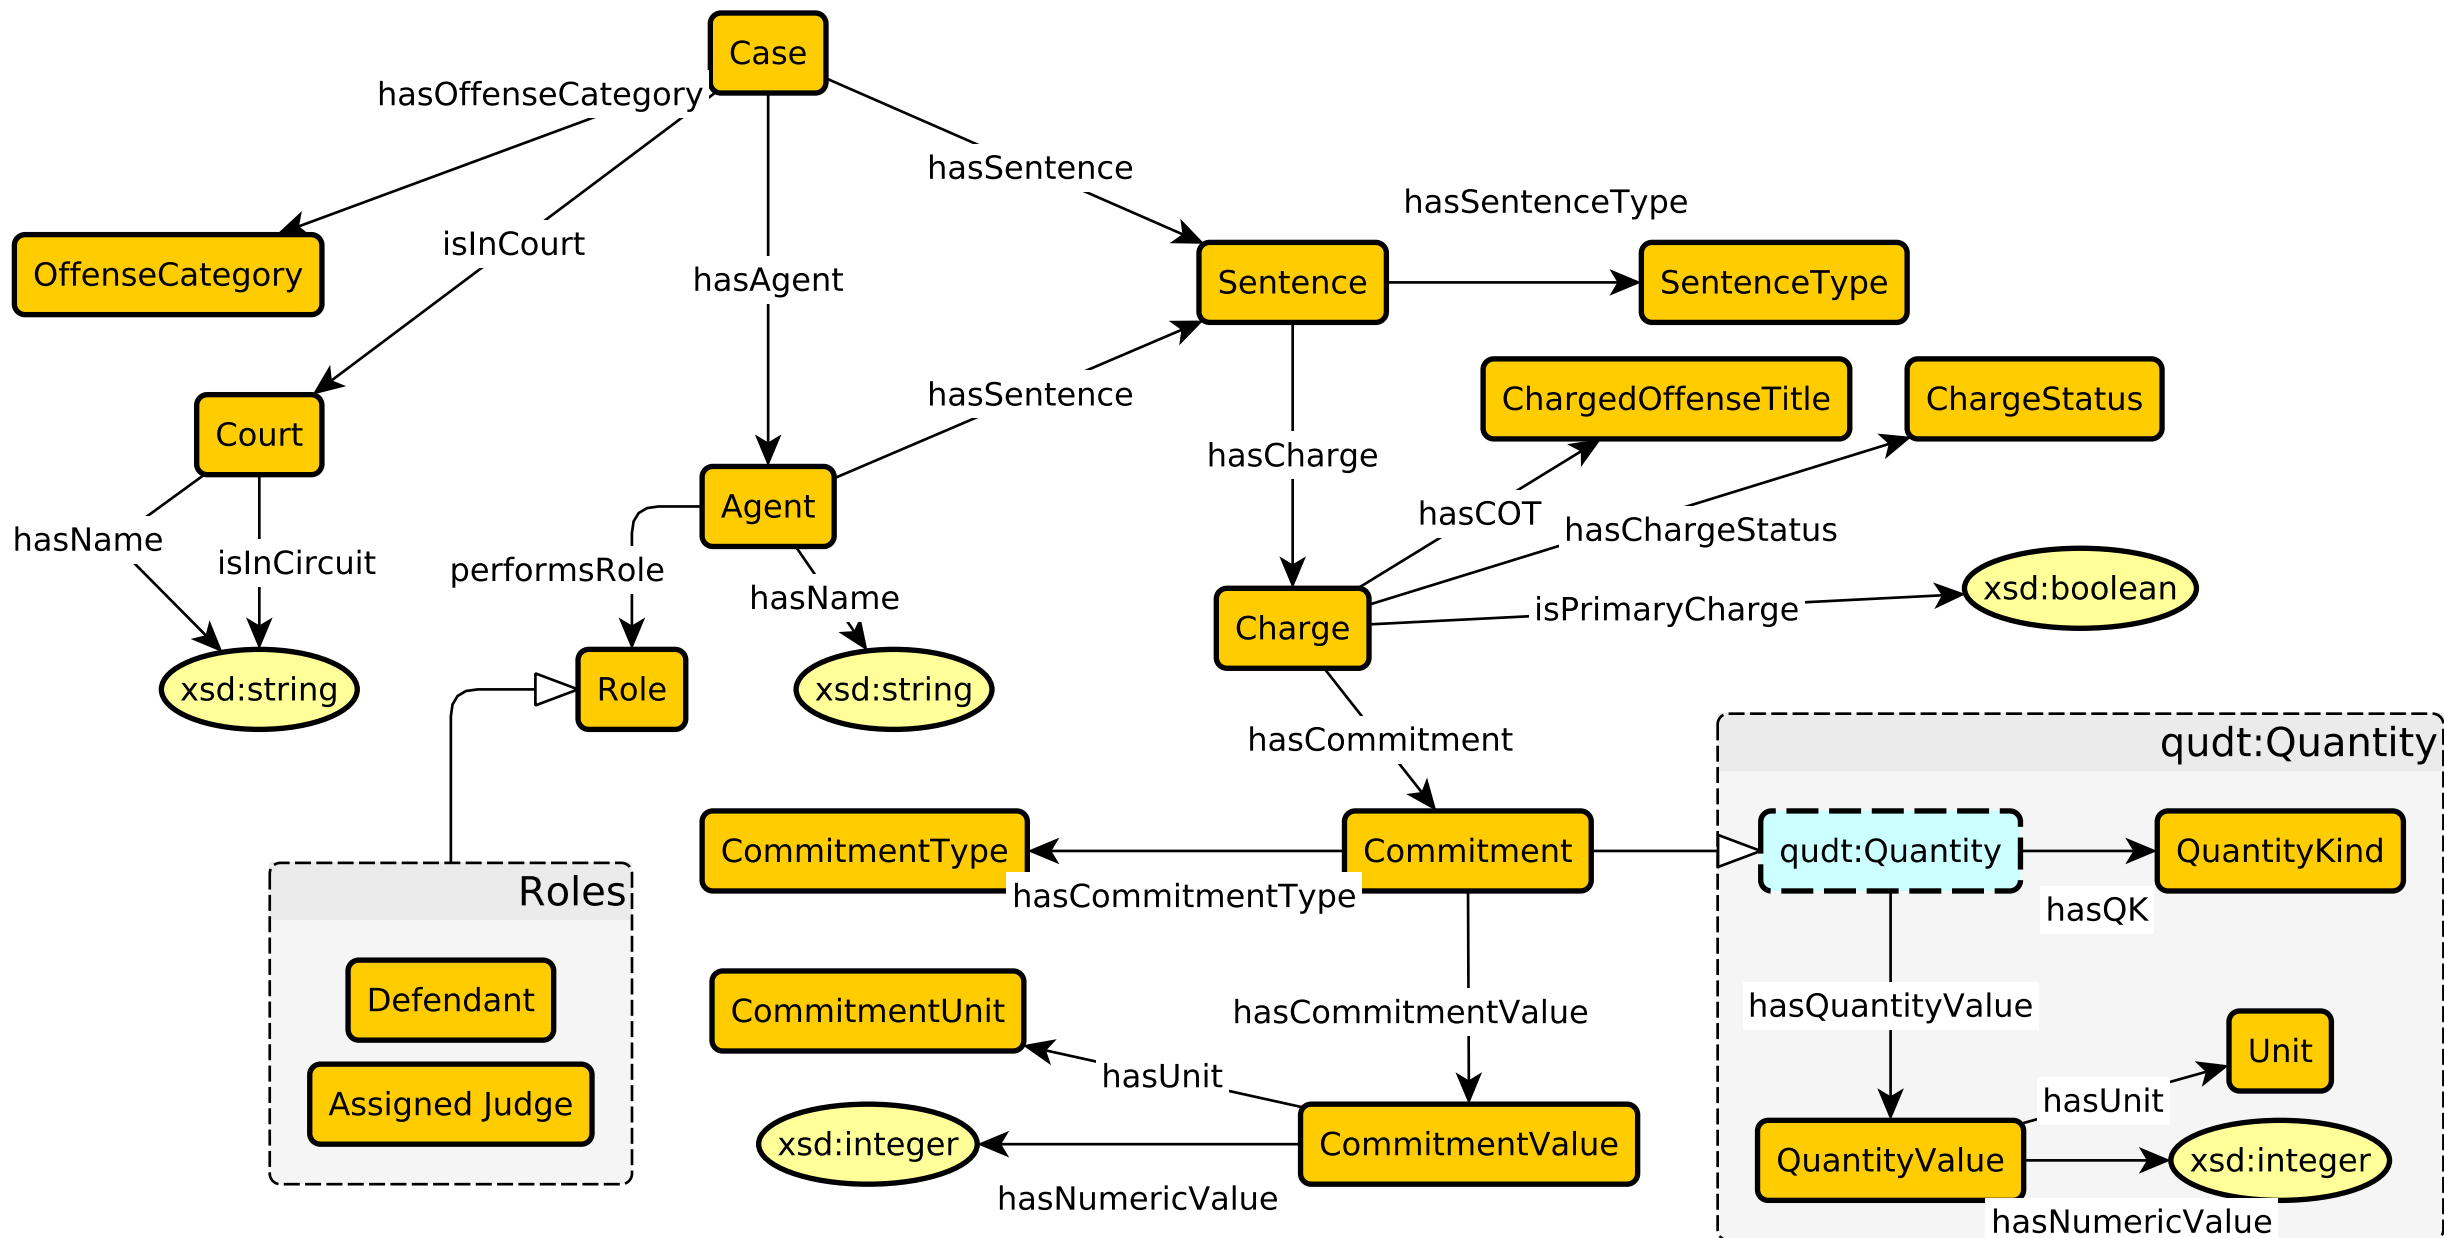 Case
hasOffenseCategory
hasSentence
hasSentenceType
isInCourt
OffenseCategory
hasAgent
Sentence
SentenceType
hasSentence
ChargedOffenseTitle
ChargeStatus
Court
hasCharge
Agent
hasCOT
hasChargeStatus
hasName
isInCircuit
performsRole
hasName
isPrimaryCharge
xsd:boolean
Charge
xsd:string
Role
xsd:string
hasCommitment
qudt:Quantity
CommitmentType
Commitment
qudt:Quantity
QuantityKind
Roles
hasCommitmentType
hasQK
Defendant
CommitmentUnit
hasCommitmentValue
hasQuantityValue
Unit
hasUnit
hasUnit
Assigned Judge
xsd:integer
CommitmentValue
QuantityValue
xsd:integer
hasNumericValue
hasNumericValue